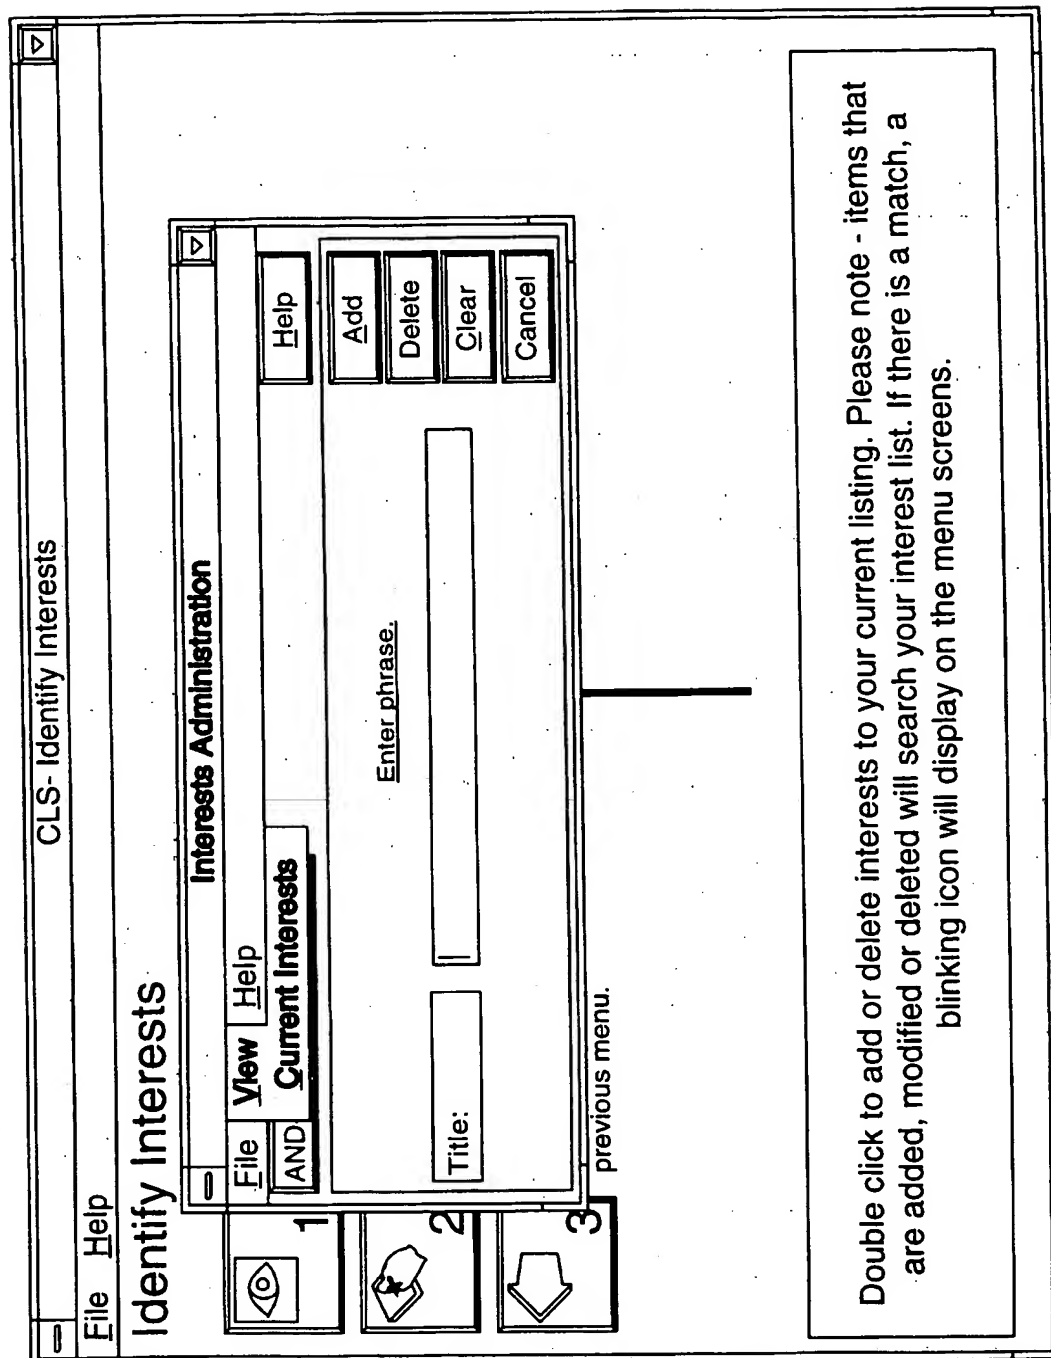 CLS- Identify Interests
File Help
Identify Interests
Interests Administration
File View Help
AND Current Interests Help
Enter phrase.
Title:
Add
Delete
Clear
Cancel
1
2
3
previous menu.
Double click to add or delete interests to your current listing. Please note - items that
are added, modified or deleted will search your interest list. If there is a match, a
blinking icon will display on the menu screens.